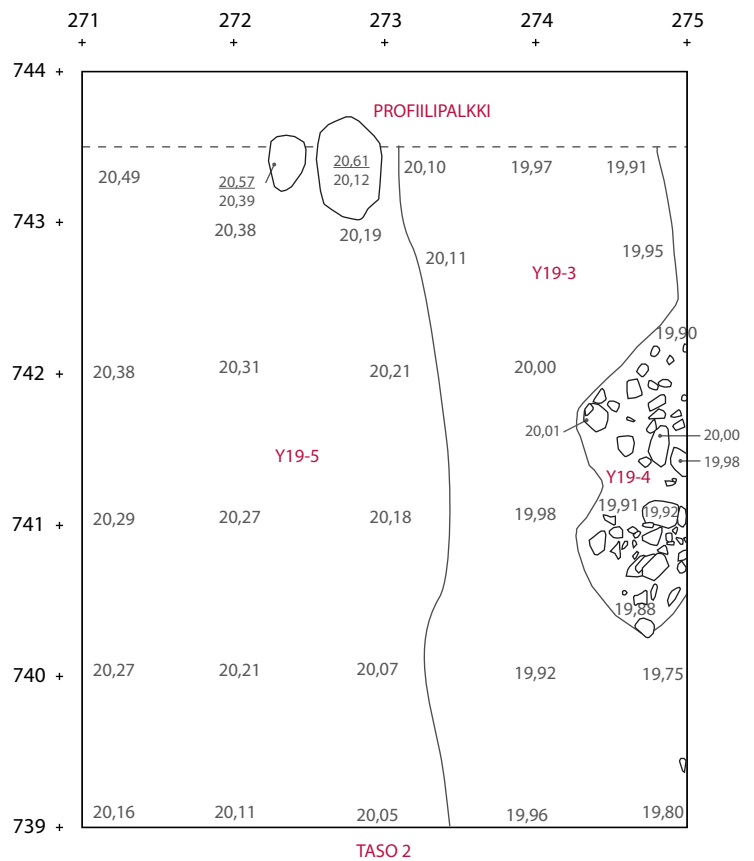 271 272 273 274 275
744
PROFIILIPALKKI
20,49 20,57 20,61 20,10 19,97 19,91
20,39 20,12
743 20,38 20,19
20,11 Y19-3 19,95
19,90
742 20,38 20,31 20,21 20,00
20,01 20,00
Y19-5 19,98
Y19-4
741 20,29 20,27 20,18 19,98 19,91 19,92
19,88
740 20,27 20,21 20,07 19,92 19,75
739 20,16 20,11 20,05 19,96 19,80
TASO 2